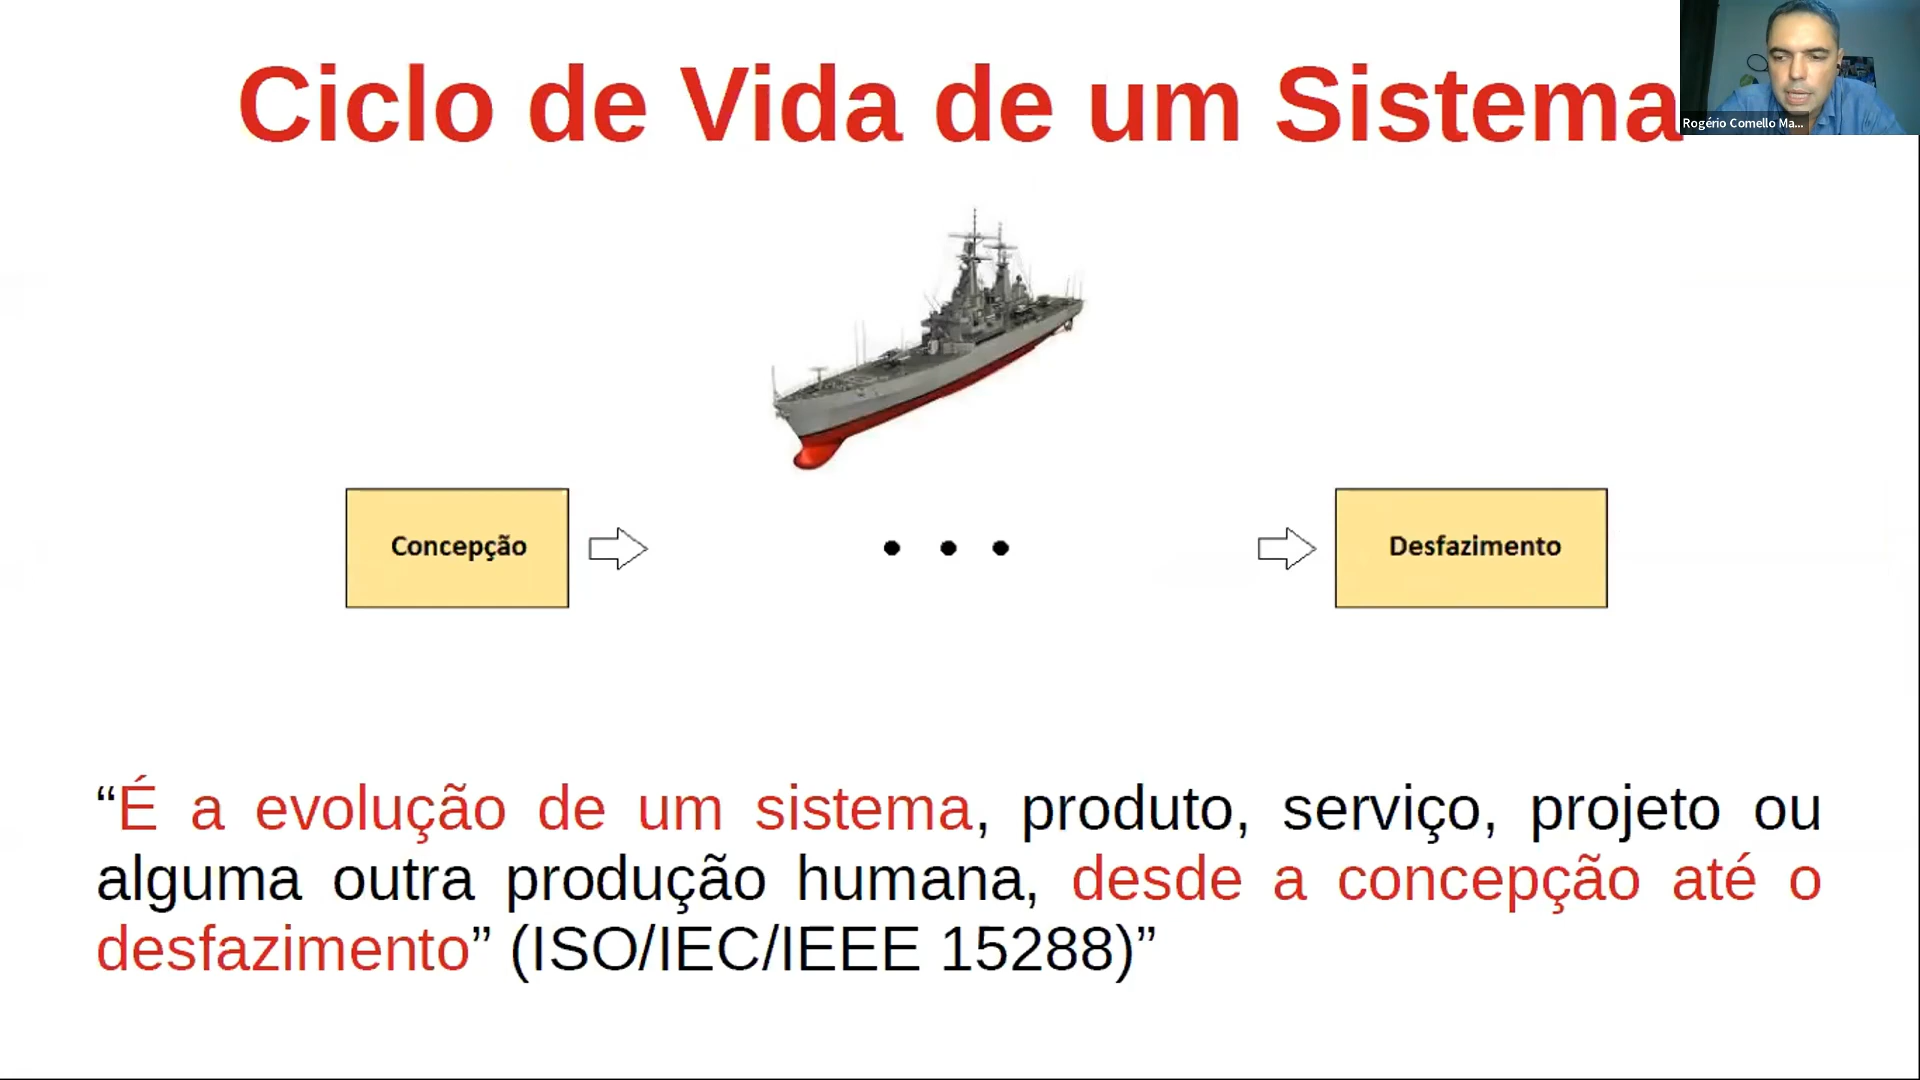 Ciclo de Vida de um Sistema
Rogério Comello Ma...
Concepção
Desfazimento
“É a evolução de um sistema, produto, serviço, projeto ou
alguma outra produção humana, desde a concepção até o
desfazimento” (ISO/IEC/IEEE 15288)”